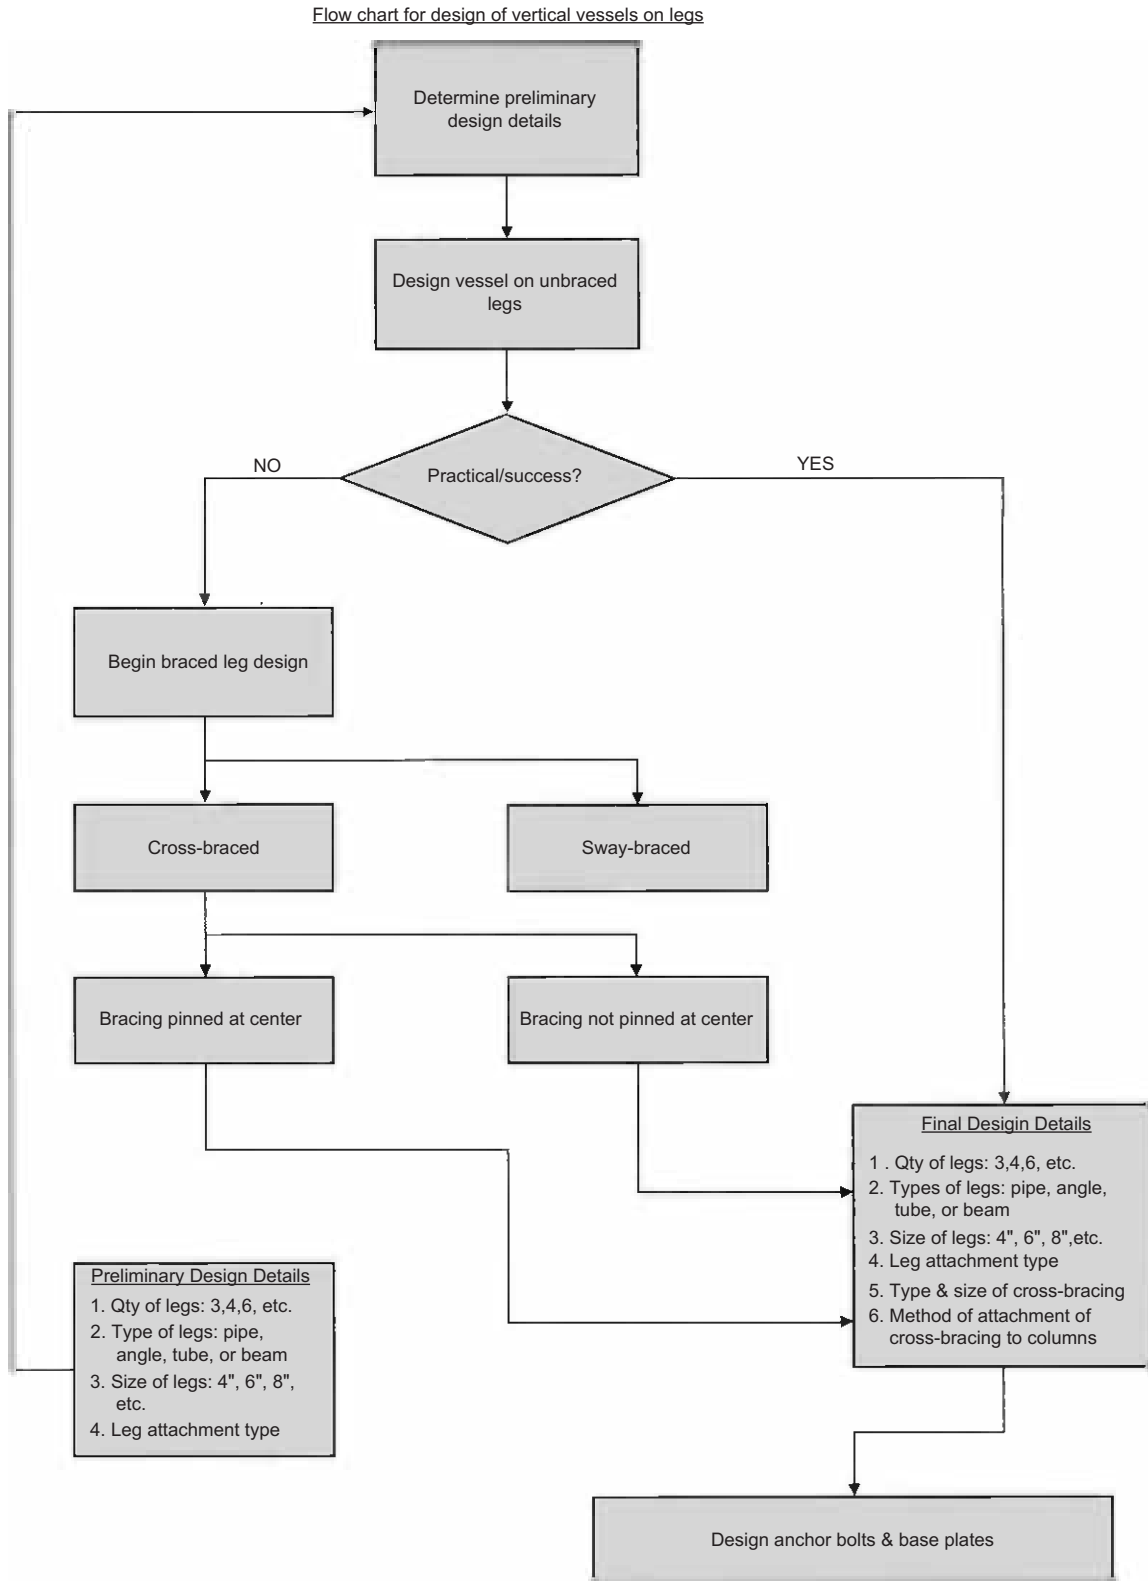 Flow chart for design of vertical vessels on legs
Determine preliminary
design details
Design vessel on unbraced
legs
Practical/success?
NO
YES
Begin braced leg design
Cross-braced
Sway-braced
Bracing pinned at center
Bracing not pinned at center
Final Desigin Details
1 . Qty of legs: 3,4,6, etc.
2. Types of legs: pipe, angle,
tube, or beam
3. Size of legs: 4", 6", 8",etc.
4. Leg attachment type
5. Type & size of cross-bracing
6. Method of attachment of
cross-bracing to columns
Preliminary Design Details
1. Qty of legs: 3,4,6, etc.
2. Type of legs: pipe,
angle, tube, or beam
3. Size of legs: 4", 6", 8",
etc.
4. Leg attachment type
Design anchor bolts & base plates